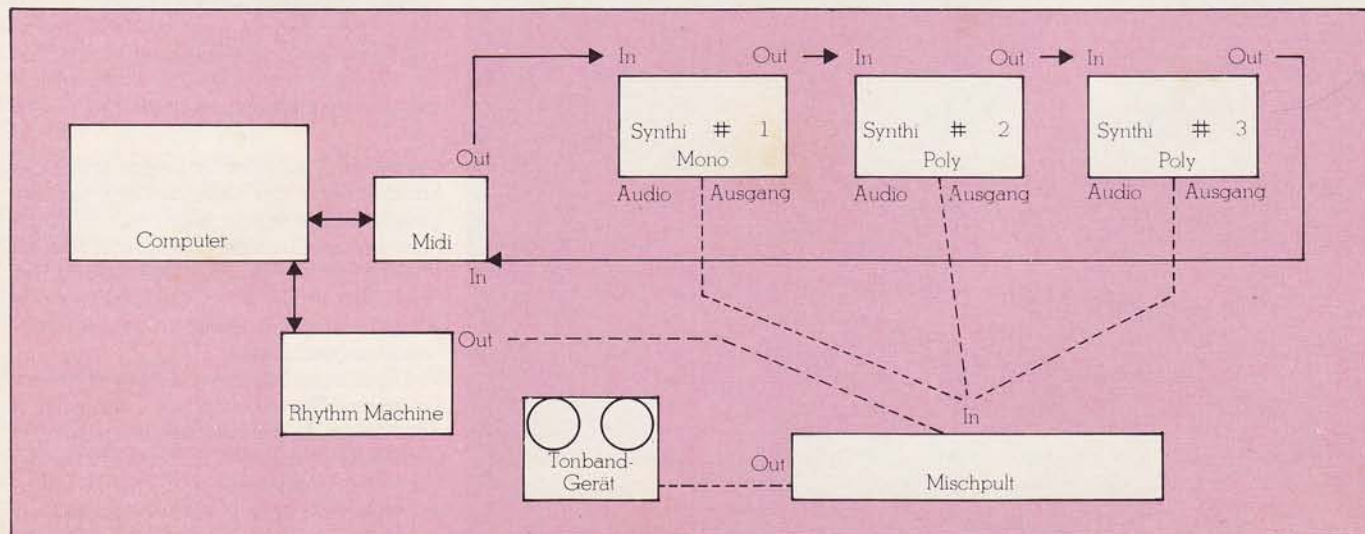 In Out In Out In Out
Synthi # 1
Mono
Synthi # 2
Poly
Synthi # 3
Poly
Out
Audio Ausgang Audio Ausgang Audio Ausgang
Computer
Midi
In
Out
Rhythm Machine
In
Tonband-
Gerät
Out
Mischpult